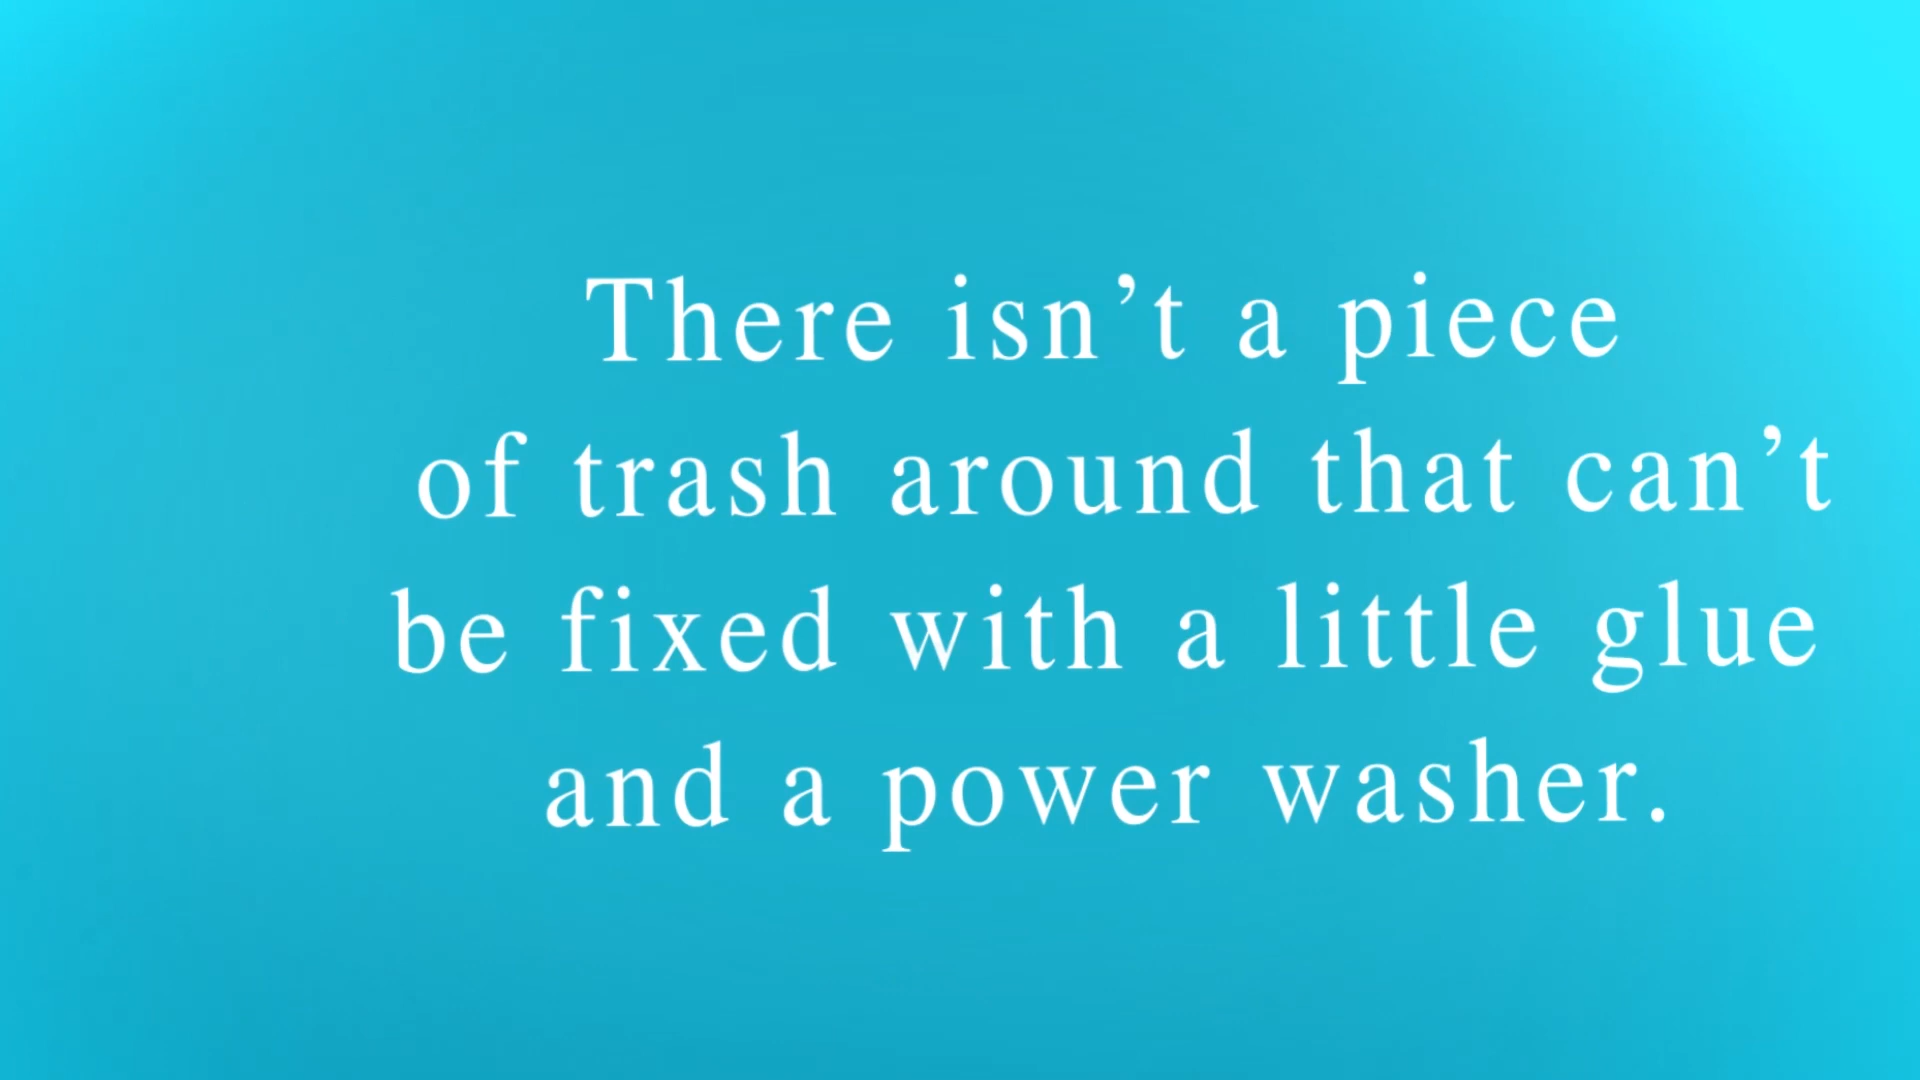 There isn’t a piece
of trash around that can’t
be fixed with a little glue
and a power washer.